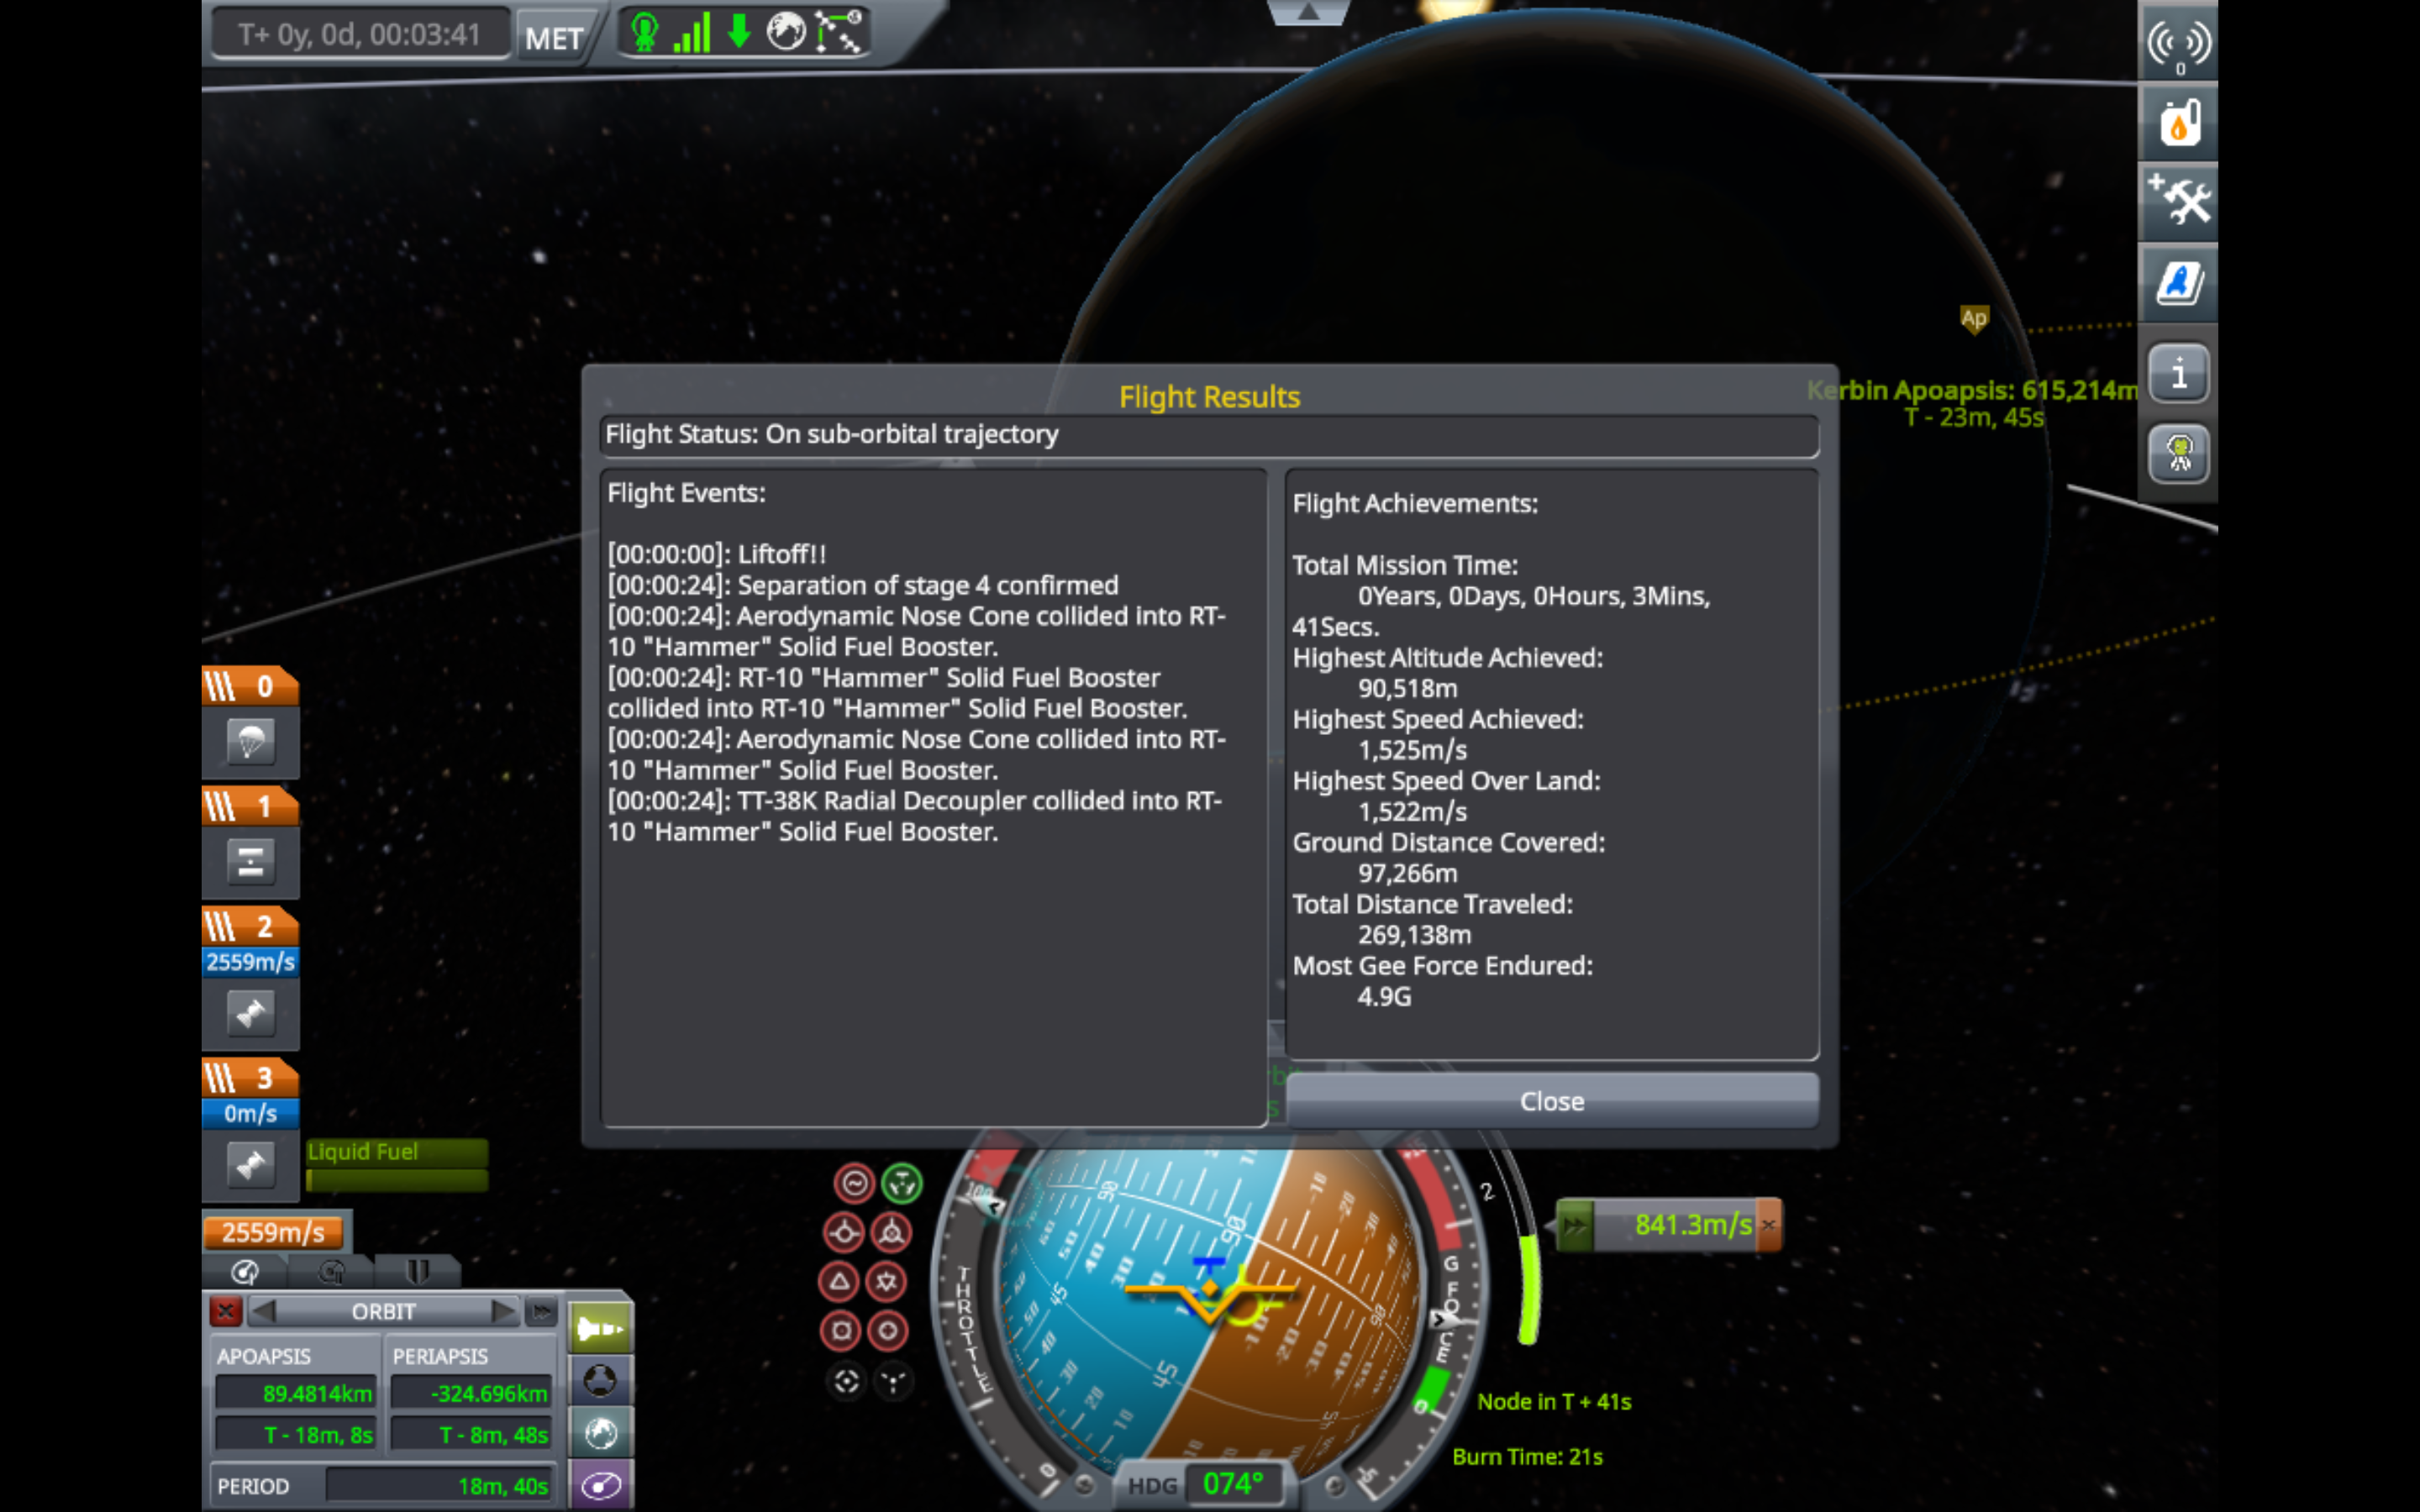 T+ 0y, 0d, 00:03:41
MET
0
Ap
Kerbin Apoapsis: 615,214m
T - 23m, 45s
Flight Results
Flight Status: On sub-orbital trajectory
Flight Events:
[00:00:00]: Liftoff!!
[00:00:24]: Separation of stage 4 confirmed
[00:00:24]: Aerodynamic Nose Cone collided into RT-
10 "Hammer" Solid Fuel Booster.
[00:00:24]: RT-10 "Hammer" Solid Fuel Booster
collided into RT-10 "Hammer" Solid Fuel Booster.
[00:00:24]: Aerodynamic Nose Cone collided into RT-
10 "Hammer" Solid Fuel Booster.
[00:00:24]: TT-38K Radial Decoupler collided into RT-
10 "Hammer" Solid Fuel Booster.
Flight Achievements:
Total Mission Time:
0Years, 0Days, 0Hours, 3Mins,
41Secs.
Highest Altitude Achieved:
90,518m
Highest Speed Achieved:
1,525m/s
Highest Speed Over Land:
1,522m/s
Ground Distance Covered:
97,266m
Total Distance Traveled:
269,138m
Most Gee Force Endured:
4.9G
Close
0
1
2
2559m/s
3
0m/s
Liquid Fuel
2559m/s
ORBIT
APOAPSIS
PERIAPSIS
89.4814km
-324.696km
T - 18m, 8s
T - 8m, 48s
PERIOD
18m, 40s
THROTTLE
100
0
G FORCE
HDG 074°
2
841.3m/s
Node in T + 41s
Burn Time: 21s